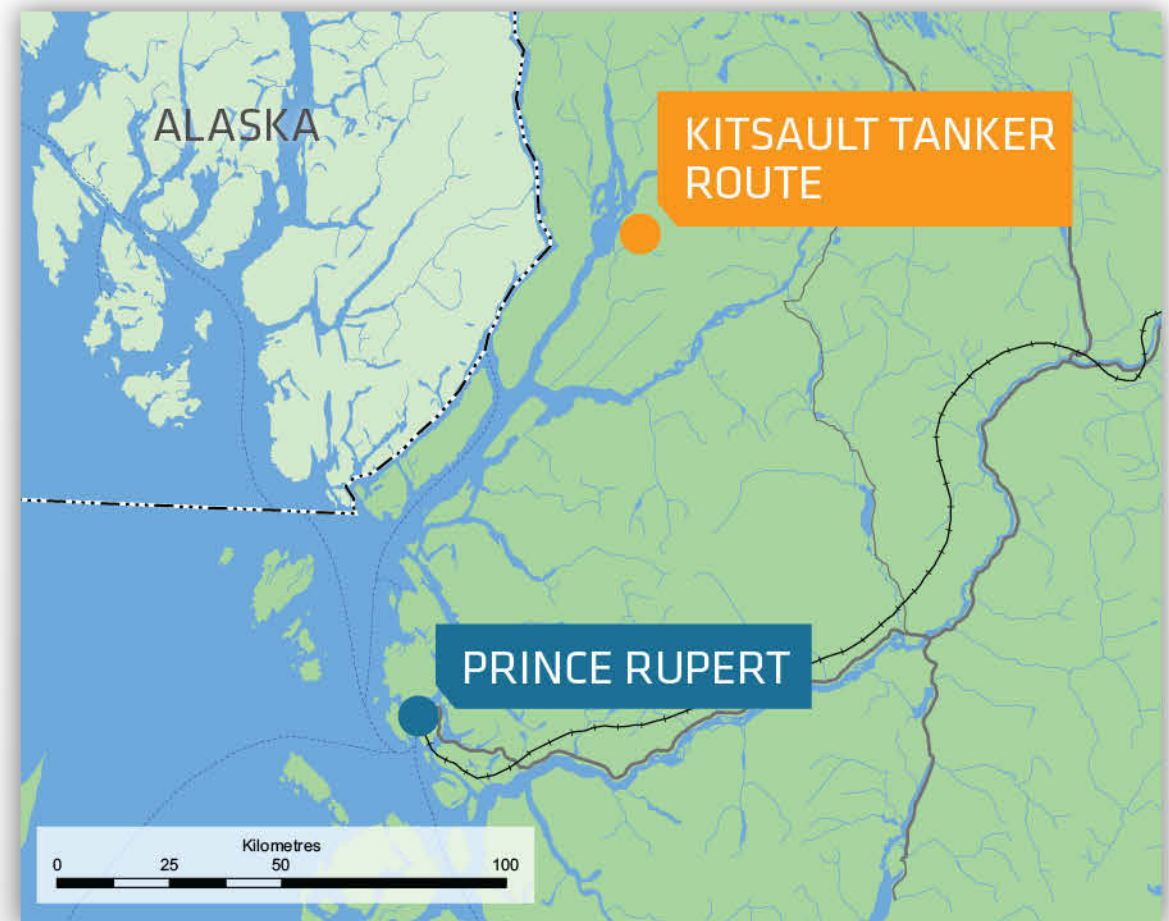 ALASKA
KITSAULT TANKER
ROUTE
PRINCE RUPERT
Kilometres
0 25 50 100